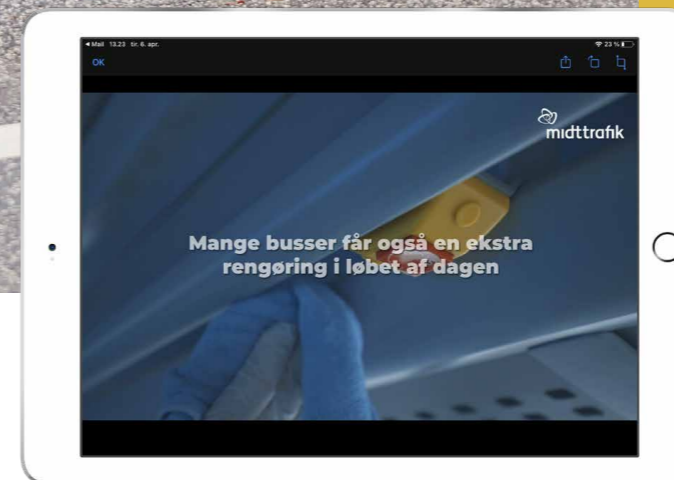 Mail 13.23 tir. 6. apr.
23 %
OK
midttrafik
Mange busser får også en ekstra
rengøring i løbet af dagen